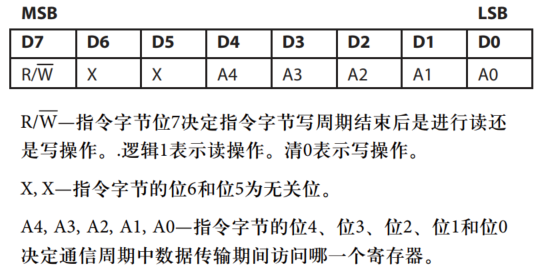 MSB LSB
D7 D6 D5 D4 D3 D2 D1 D0
R/W̅ X X A4 A3 A2 A1 A0
R/W̅—指令字节位7决定指令字节写周期结束后是进行读还
是写操作。.逻辑1表示读操作。清0表示写操作。
X, X—指令字节的位6和位5为无关位。
A4, A3, A2, A1, A0—指令字节的位4、位3、位2、位1和位0
决定通信周期中数据传输期间访问哪一个寄存器。